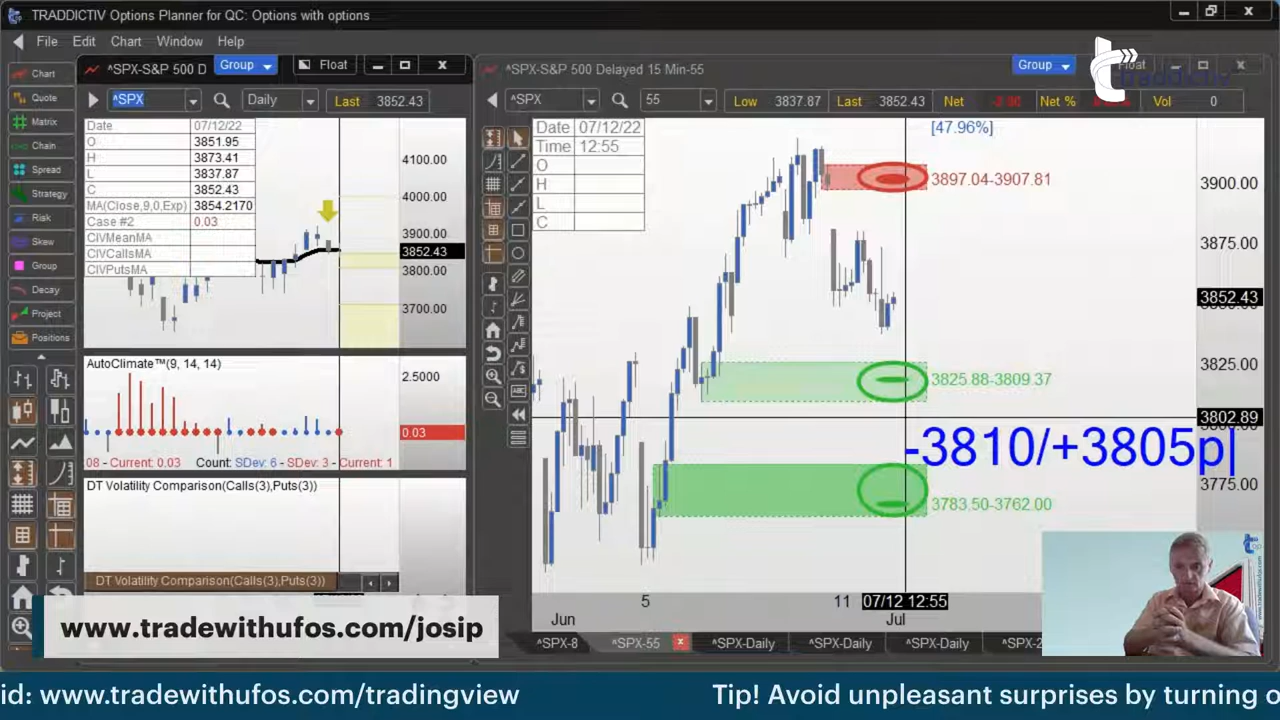 TRADDICTIV Options Planner for QC: Options with options
File Edit Chart Window Help
Chart
Quote
Matrix
Chain
Spread
Strategy
Risk
Skew
Group
Decay
Project
Positions
^SPX-S&P 500 D Group Float
^SPX Daily Last 3852.43
Date 07/12/22
O 3851.95
H 3873.41
L 3837.87
C 3852.43
MA(Close,9,0,Exp) 3854.2170
Case #2 0.03
CIVMeanMA
CIVCallsMA
CIVPutsMA
4100.00
4000.00
3900.00
3852.43
3800.00
3700.00
AutoClimate™(9, 14, 14)
2.5000
0.03
08 - Current: 0.03 Count: SDev: 6 - SDev: 3 - Current: 1
DT Volatility Comparison(Calls(3),Puts(3))
DT Volatility Comparison(Calls(3),Puts(3))
^SPX-S&P 500 Delayed 15 Min-55 Group Float
traddictiv
^SPX 55 Low 3837.87 Last 3852.43 Net Net % Vol 0
Date 07/12/22
Time 12:55
O
H
L
C
[47.96%]
3897.04-3907.81
3825.88-3809.37
-3810/+3805p
3783.50-3762.00
3900.00
3875.00
3852.43
3825.00
3802.89
3775.00
5 11 07/12 12:55
Jun Jul
^SPX-8 ^SPX-55 ^SPX-Daily ^SPX-Daily ^SPX-Daily ^SPX-2
ABC
top
www.tradewithufos.com/josip
id: www.tradewithufos.com/tradingview Tip! Avoid unpleasant surprises by turning o